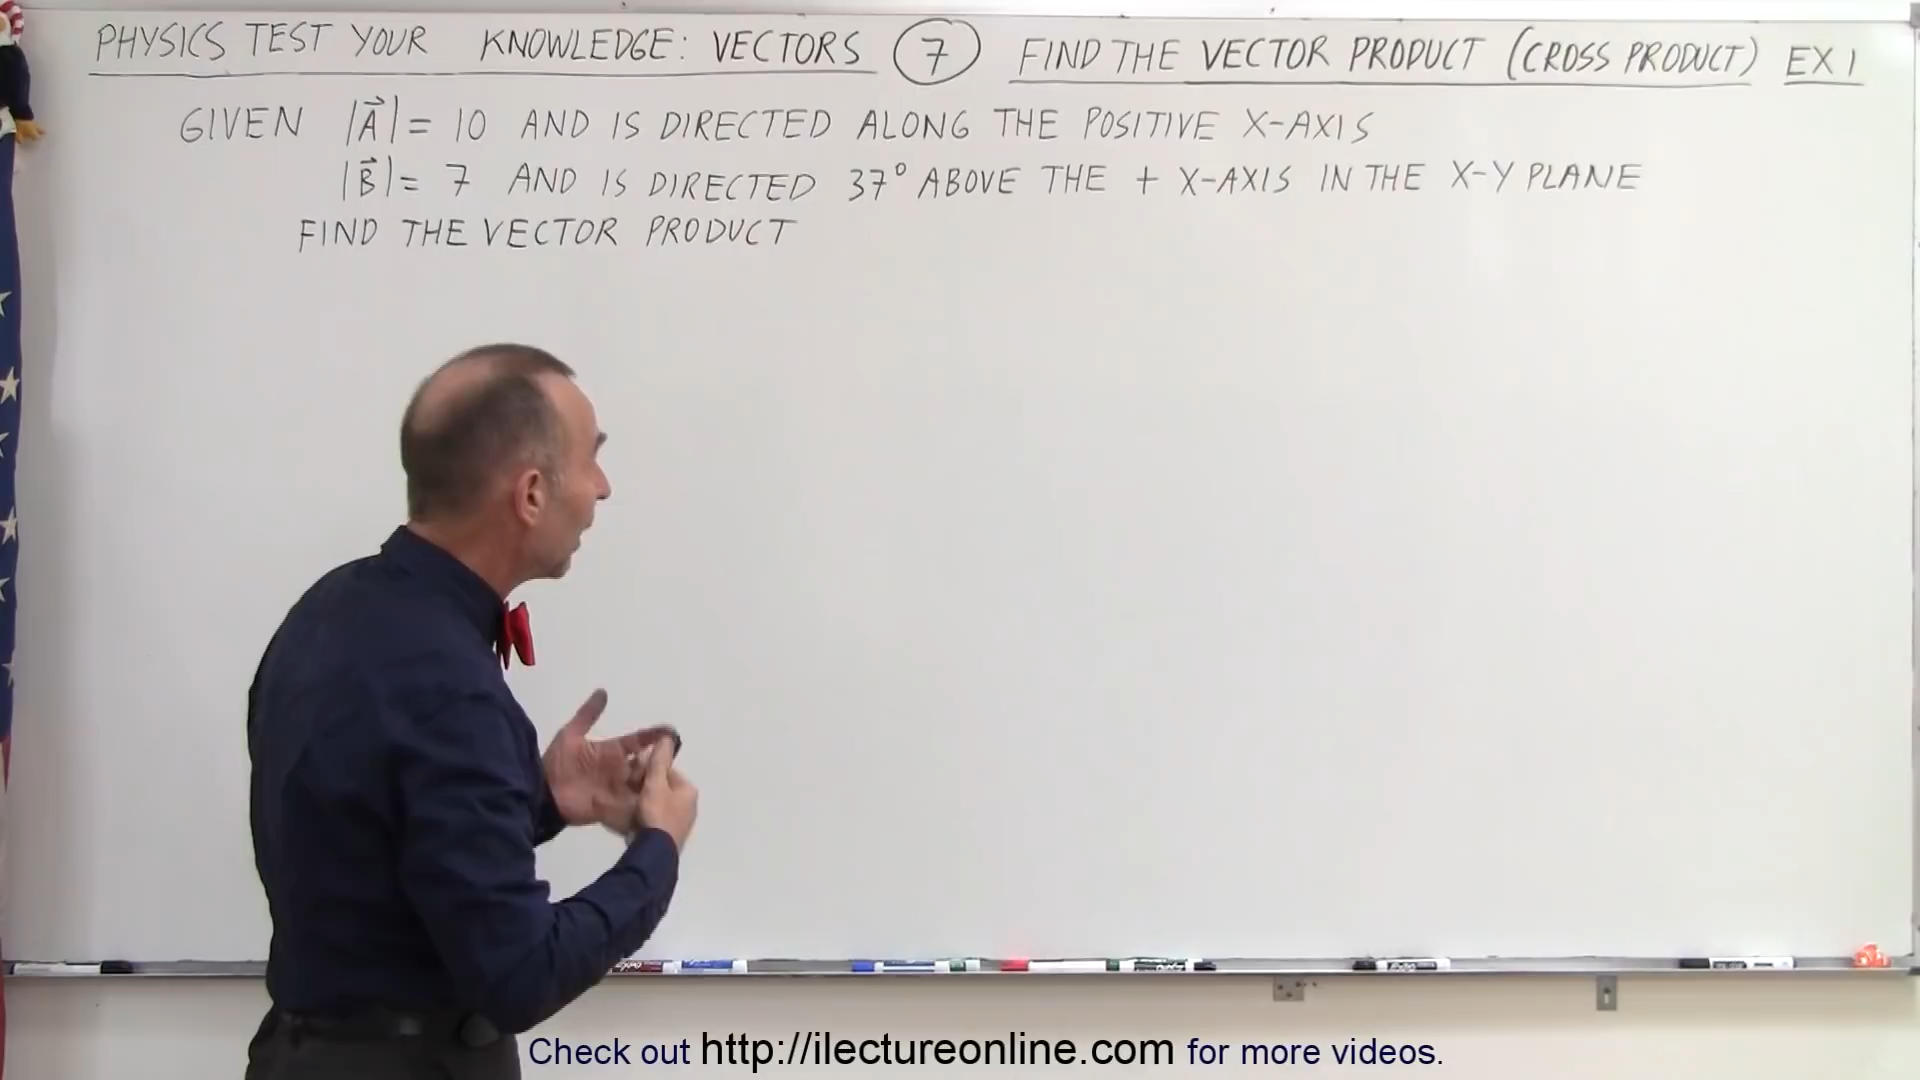 PHYSICS TEST YOUR KNOWLEDGE: VECTORS 7 FIND THE VECTOR PRODUCT (CROSS PRODUCT) EX 1
GIVEN |A⃗| = 10 AND IS DIRECTED ALONG THE POSITIVE X-AXIS
|B⃗| = 7 AND IS DIRECTED 37° ABOVE THE + X-AXIS IN THE X-Y PLANE
FIND THE VECTOR PRODUCT
Check out http://ilectureonline.com for more videos.